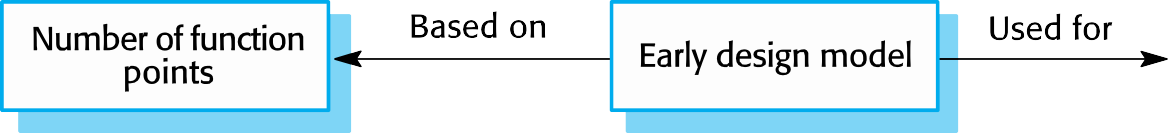 Number of function
points
Based on
Early design model
Used for